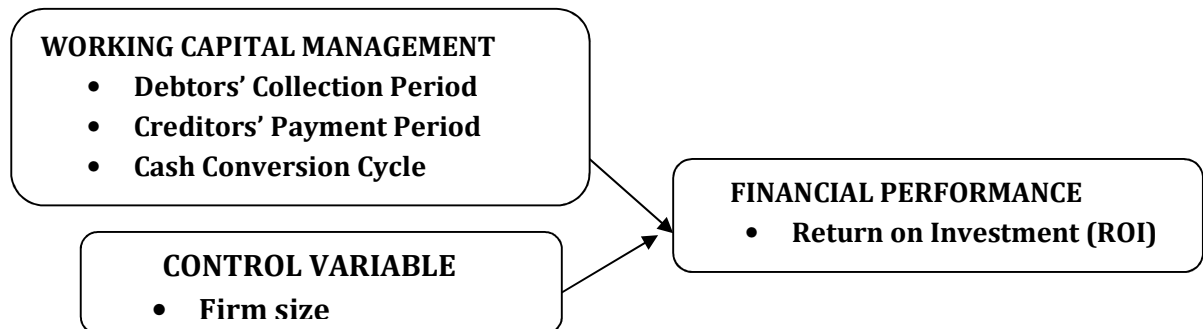 WORKING CAPITAL MANAGEMENT
• Debtors’ Collection Period
• Creditors’ Payment Period
• Cash Conversion Cycle
FINANCIAL PERFORMANCE
• Return on Investment (ROI)
CONTROL VARIABLE
• Firm size